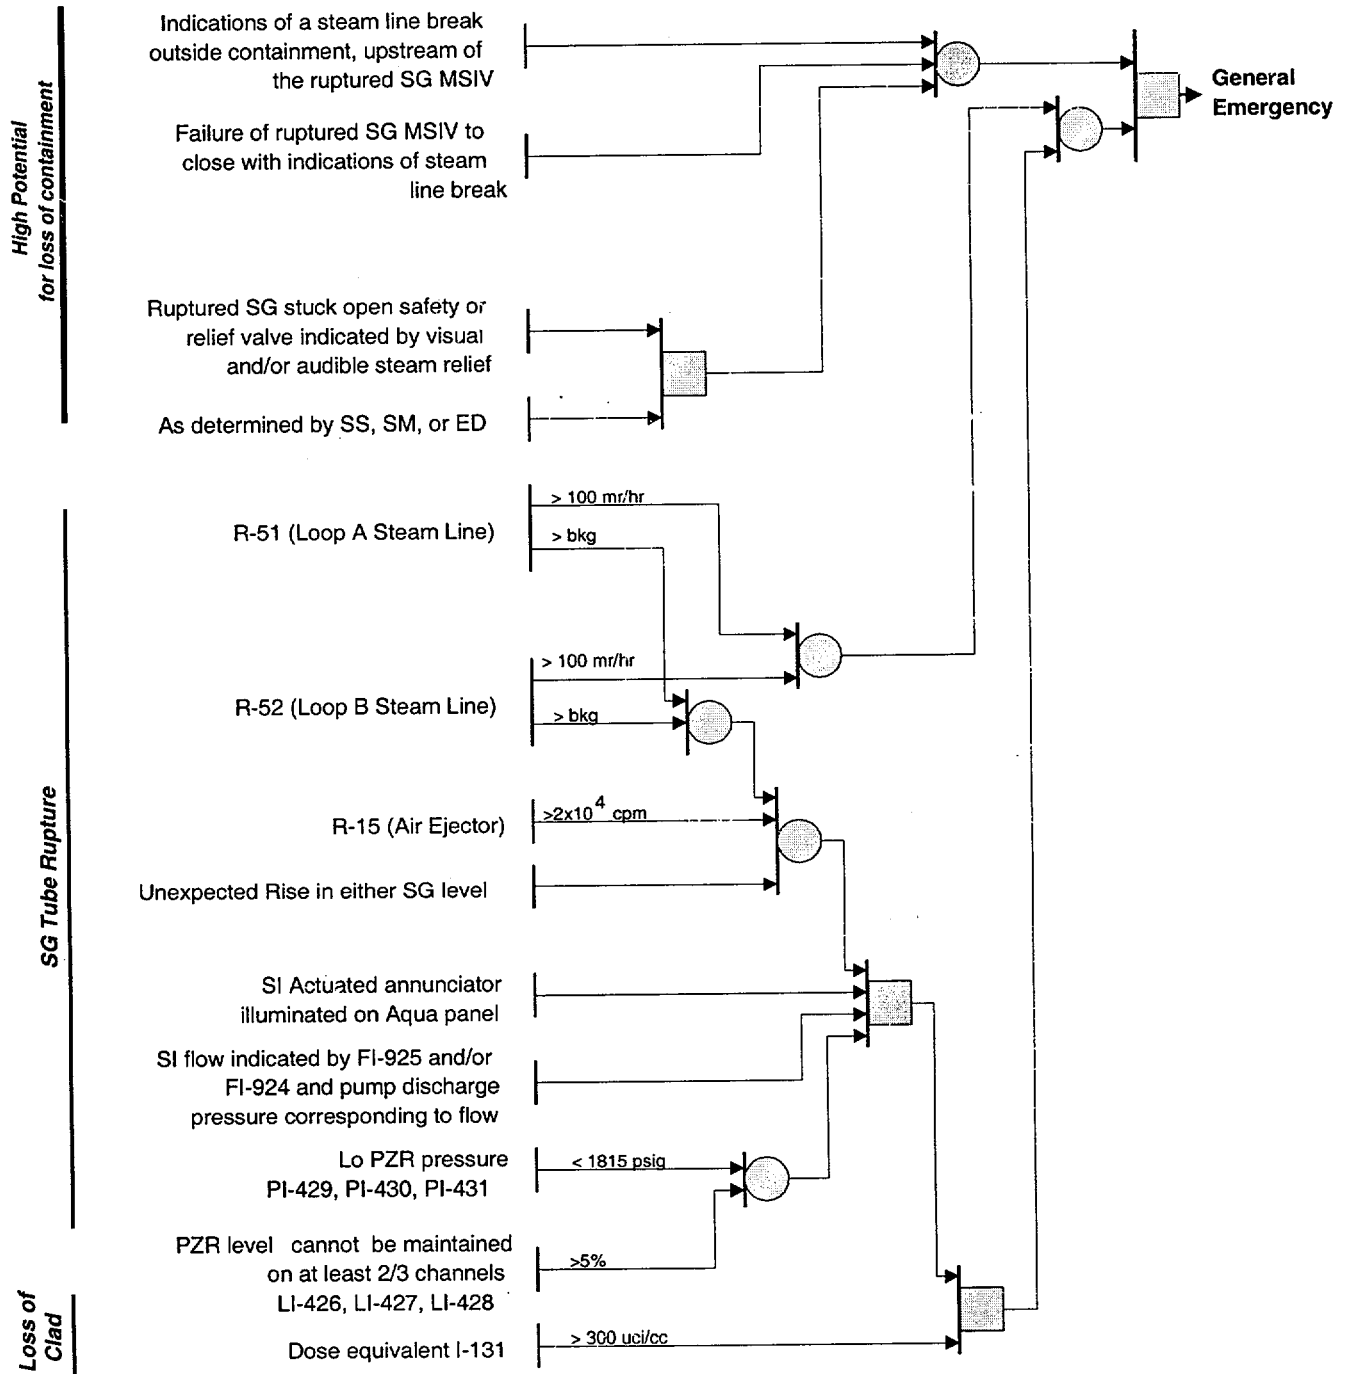 High Potential
for loss of containment
Indications of a steam line break
outside containment, upstream of
the ruptured SG MSIV
Failure of ruptured SG MSIV to
close with indications of steam
line break
Ruptured SG stuck open safety or
relief valve indicated by visual
and/or audible steam relief
As determined by SS, SM, or ED
General
Emergency
SG Tube Rupture
R-51 (Loop A Steam Line)
> 100 mr/hr
> bkg
R-52 (Loop B Steam Line)
> 100 mr/hr
> bkg
R-15 (Air Ejector)
>2x10^4 cpm
Unexpected Rise in either SG level
SI Actuated annunciator
illuminated on Aqua panel
SI flow indicated by FI-925 and/or
FI-924 and pump discharge
pressure corresponding to flow
Lo PZR pressure
PI-429, PI-430, PI-431
< 1815 psig
PZR level cannot be maintained
on at least 2/3 channels
LI-426, LI-427, LI-428
>5%
Loss of
Clad
Dose equivalent I-131
> 300 uci/cc